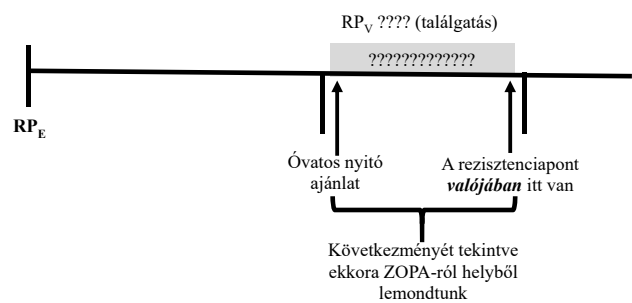 RPV ???? (találgatás)
?????????????
RPE
Óvatos nyitó
ajánlat
A rezisztenciapont
valójában itt van
Következményét tekintve
ekkora ZOPA-ról helyből
lemondtunk